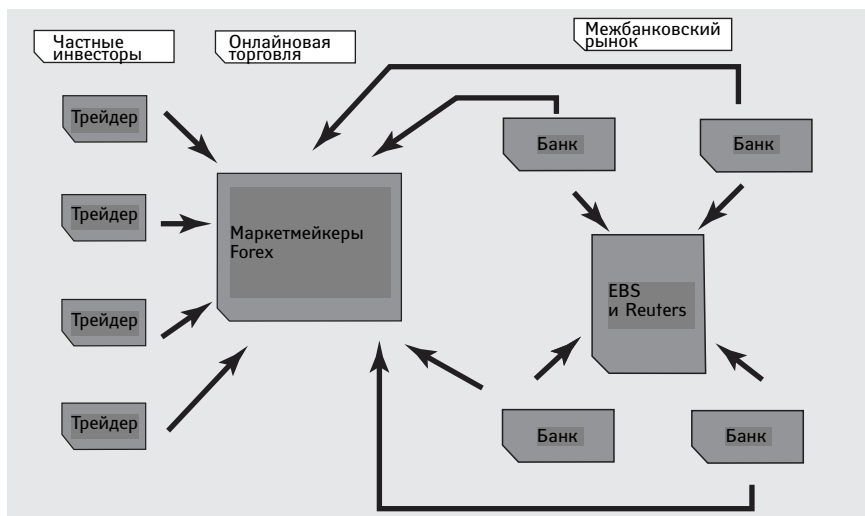 Частные
инвесторы
Онлайновая
торговля
Межбанковский
рынок
Трейдер
Трейдер
Трейдер
Трейдер
Маркетмейкеры
Forex
Банк
Банк
EBS
и Reuters
Банк
Банк